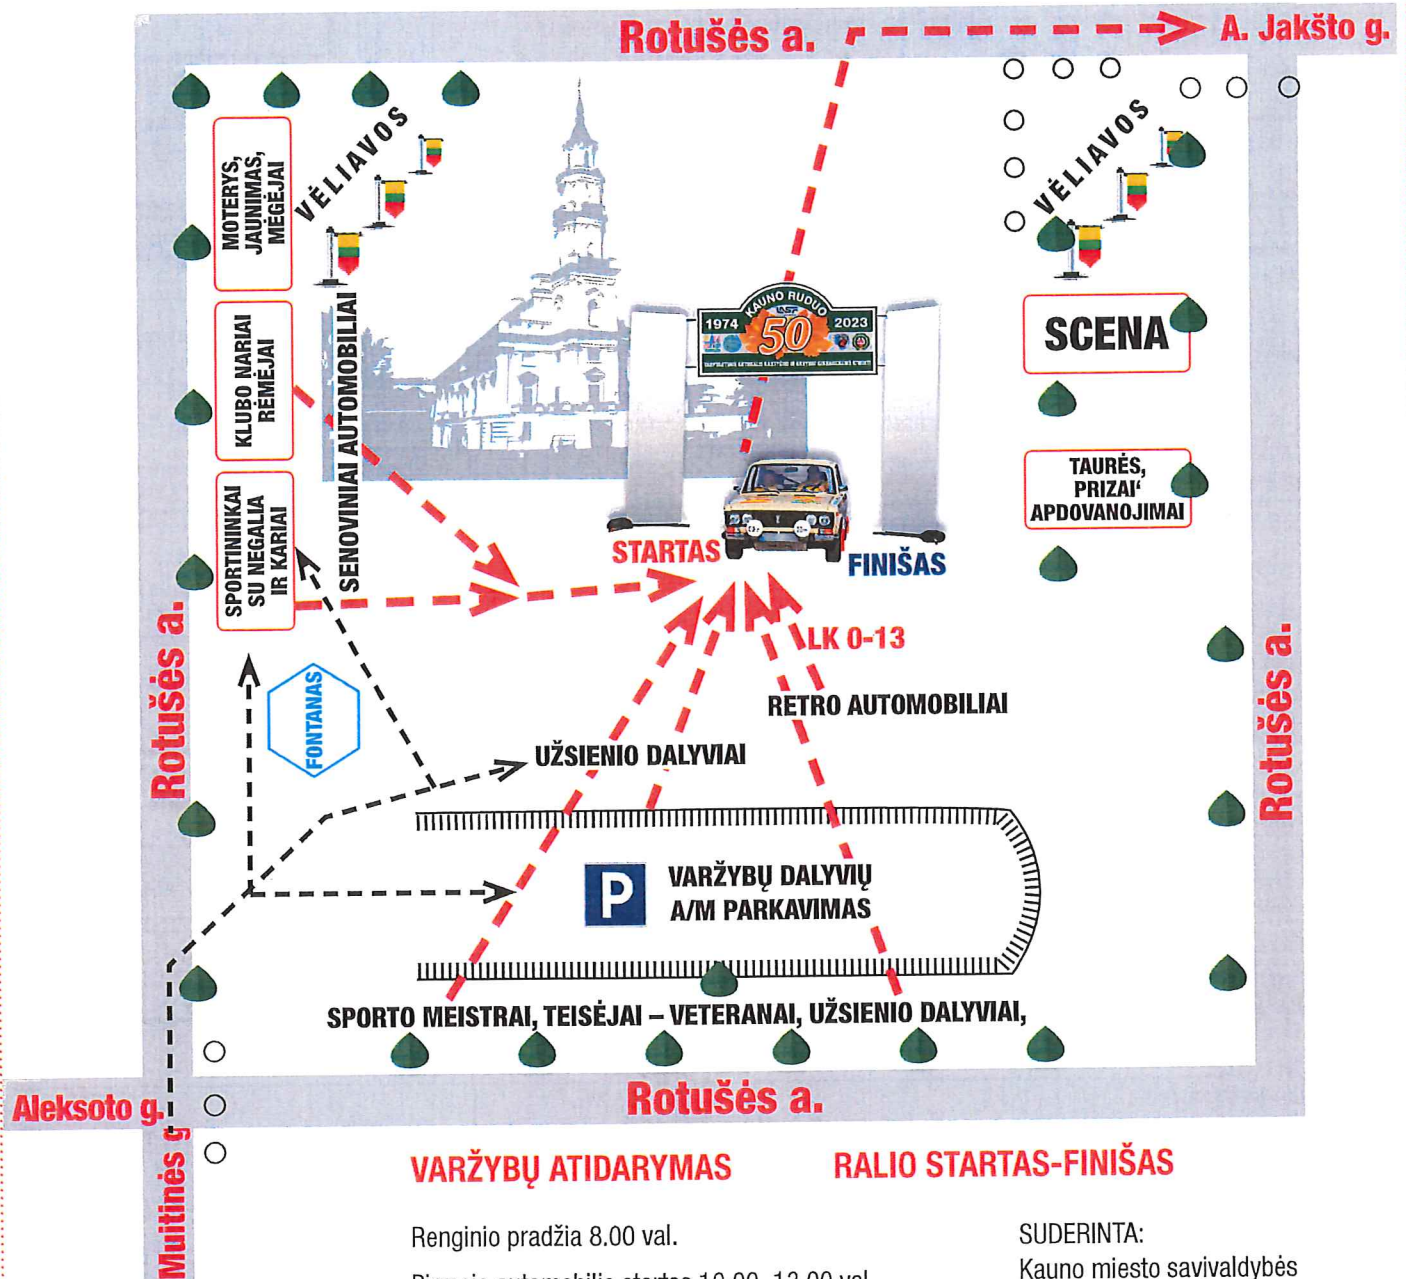 Rotušės a.
A. Jakšto g.
MOTERYS,
JAUNIMAS,
MĖGĖJAI
VĖLIAVOS
VĖLIAVOS
KLUBO NARIAI
RĖMĖJAI
SENOVINIAI AUTOMOBILIAI
KAUNO RUDUO
1974
50
2023
SCENA
TAURĖS,
PRIZAI‘
APDOVANOJIMAI
SPORTININKAI
SU NEGALIA
IR KARIAI
STARTAS
FINIŠAS
LK 0-13
Rotušės a.
Rotušės a.
FONTANAS
RETRO AUTOMOBILIAI
UŽSIENIO DALYVIAI
P
VARŽYBŲ DALYVIŲ
A/M PARKAVIMAS
SPORTO MEISTRAI, TEISĖJAI – VETERANAI, UŽSIENIO DALYVIAI,
Aleksoto g.
Rotušės a.
Muitinės g
VARŽYBŲ ATIDARYMAS
RALIO STARTAS-FINIŠAS
Renginio pradžia 8.00 val.
SUDERINTA:
Kauno miesto savivaldybės